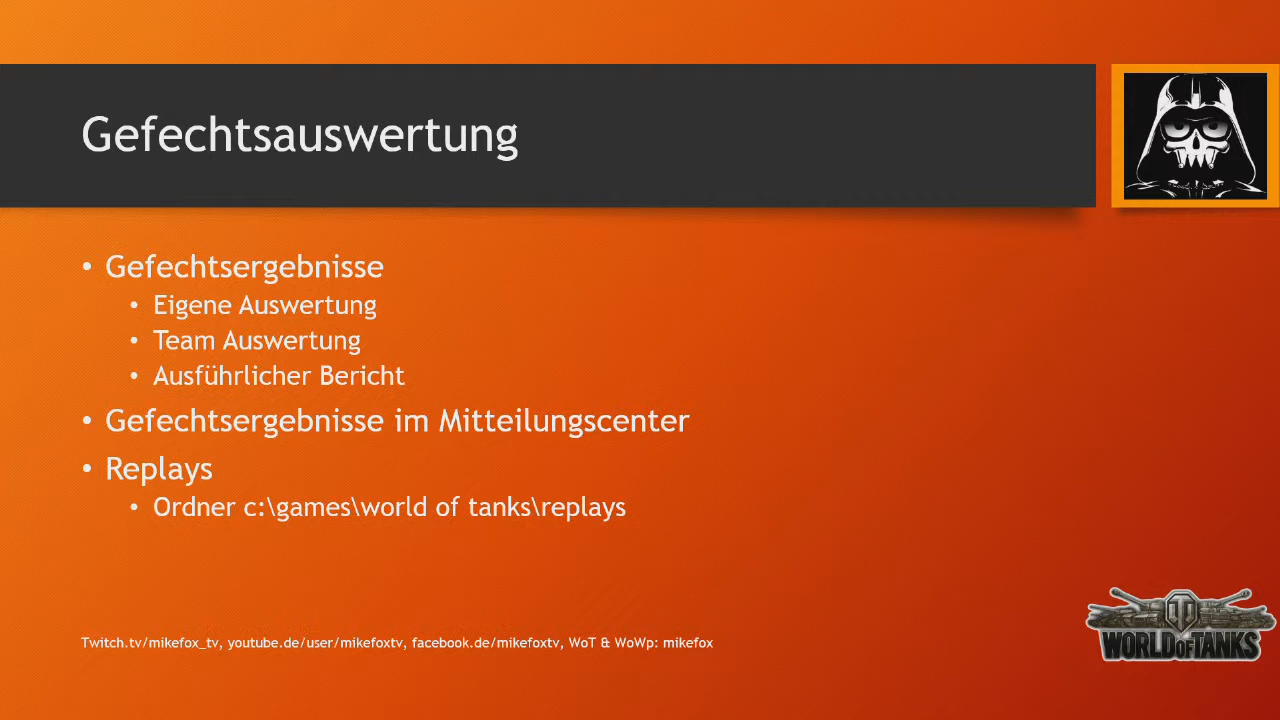 Gefechtsauswertung
• Gefechtsergebnisse
• Eigene Auswertung
• Team Auswertung
• Ausführlicher Bericht
• Gefechtsergebnisse im Mitteilungscenter
• Replays
• Ordner c:\games\world of tanks\replays
Twitch.tv/mikefox_tv, youtube.de/user/mikefoxtv, facebook.de/mikefoxtv, WoT & WoWp: mikefox
WORLD OF TANKS